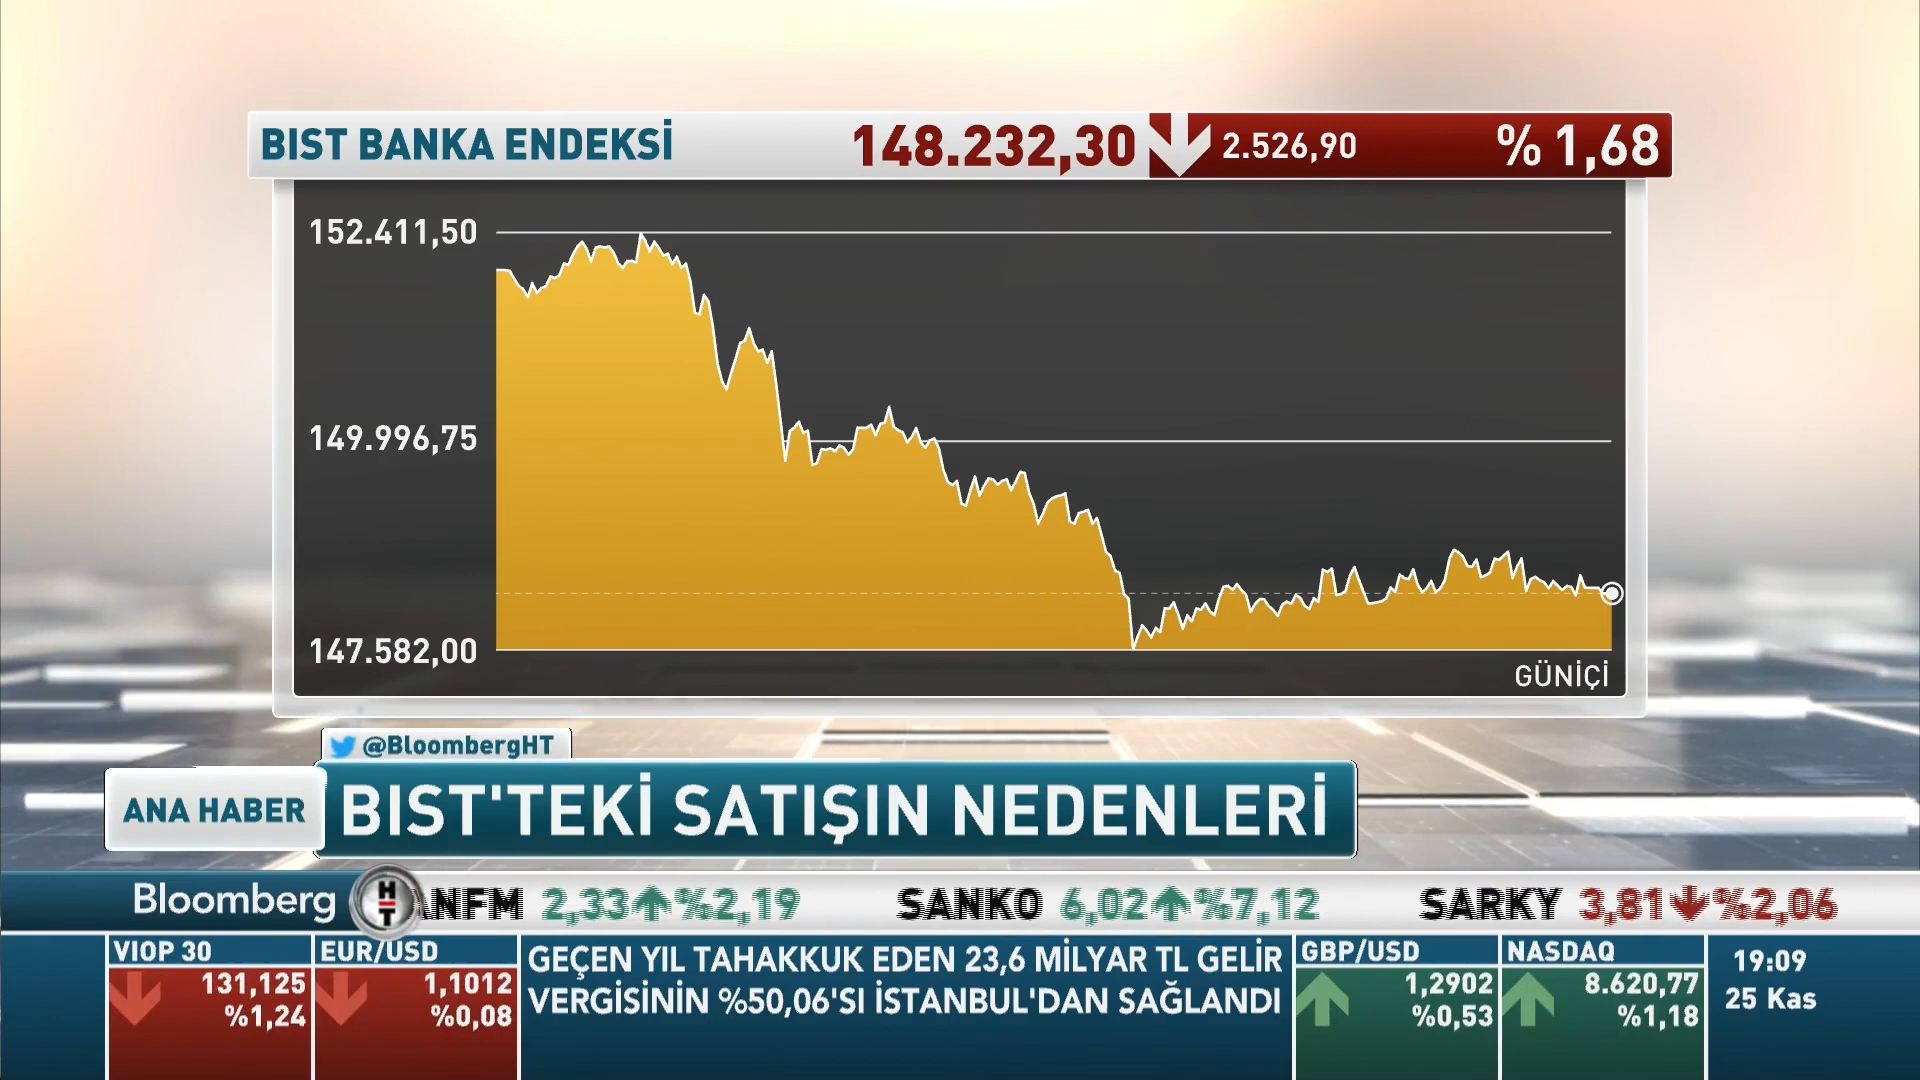 BIST BANKA ENDEKSİ 148.232,30 2.526,90 % 1,68
152.411,50
149.996,75
147.582,00
GÜNİÇİ
@BloombergHT
ANA HABER BIST'TEKİ SATIŞIN NEDENLERİ
Bloomberg HT ANFM 2,33 %2,19 SANKO 6,02 %7,12 SARKY 3,81 %2,06
VIOP 30
131,125
%1,24
EUR/USD
1,1012
%0,08
GEÇEN YIL TAHAKKUK EDEN 23,6 MİLYAR TL GELİR
VERGİSİNİN %50,06'SI İSTANBUL'DAN SAĞLANDI
GBP/USD
1,2902
%0,53
NASDAQ
8.620,77
%1,18
19:09
25 Kas